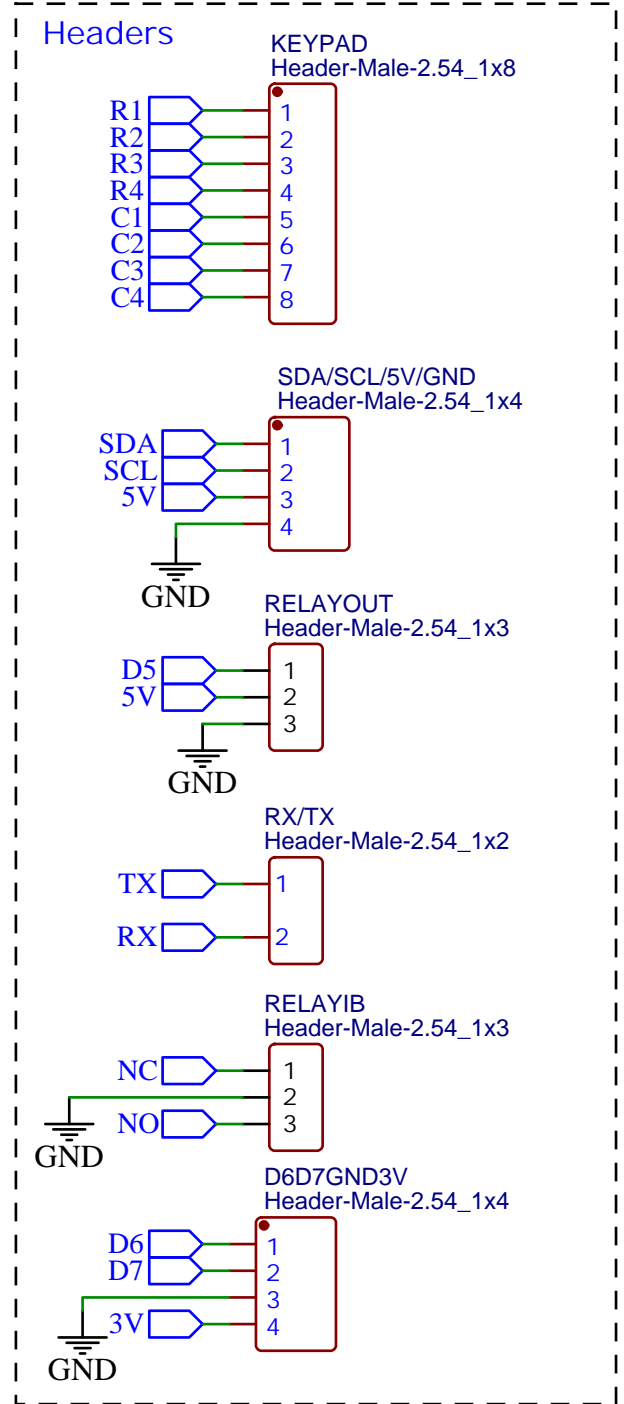 Headers
KEYPAD
Header-Male-2.54_1x8
R1 1
R2 2
R3 3
R4 4
C1 5
C2 6
C3 7
C4 8
SDA/SCL/5V/GND
Header-Male-2.54_1x4
SDA 1
SCL 2
5V 3
4
GND
RELAYOUT
Header-Male-2.54_1x3
D5 1
5V 2
3
GND
RX/TX
Header-Male-2.54_1x2
TX 1
RX 2
RELAYIB
Header-Male-2.54_1x3
NC 1
2
NO 3
GND
D6D7GND3V
Header-Male-2.54_1x4
D6 1
D7 2
3
3V 4
GND